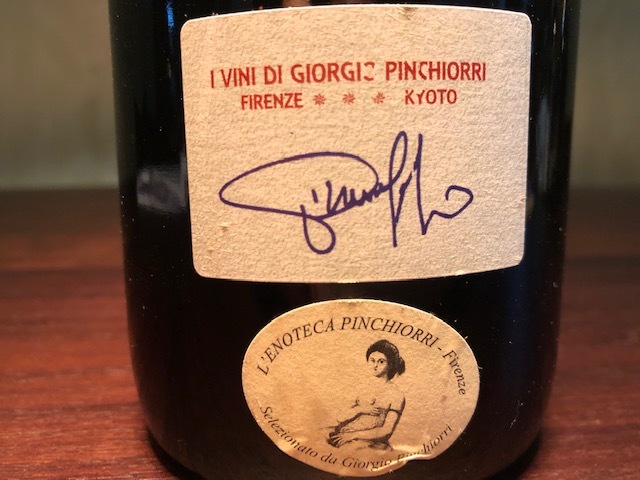 I VINI DI GIORGIO PINCHIORRI
FIRENZE * * * KYOTO
L'ENOTECA PINCHIORRI - Firenze
Selezionato da Giorgio Pinchiorri